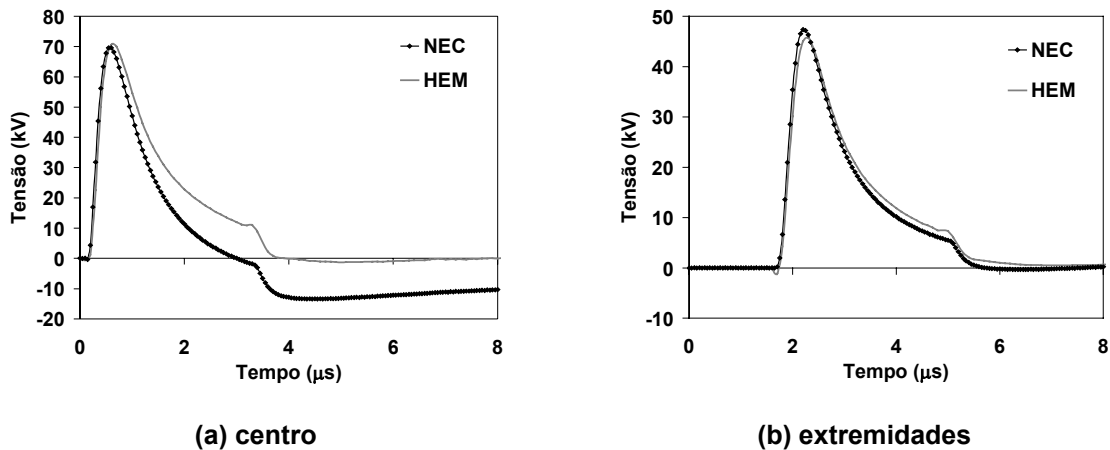 80
70
60
50
40
30
20
10
0
-10
-20
Tensão (kV)
0 2 4 6 8
Tempo (μs)
NEC
HEM
(a) centro
50
40
30
20
10
0
-10
Tensão (kV)
0 2 4 6 8
Tempo (μs)
NEC
HEM
(b) extremidades